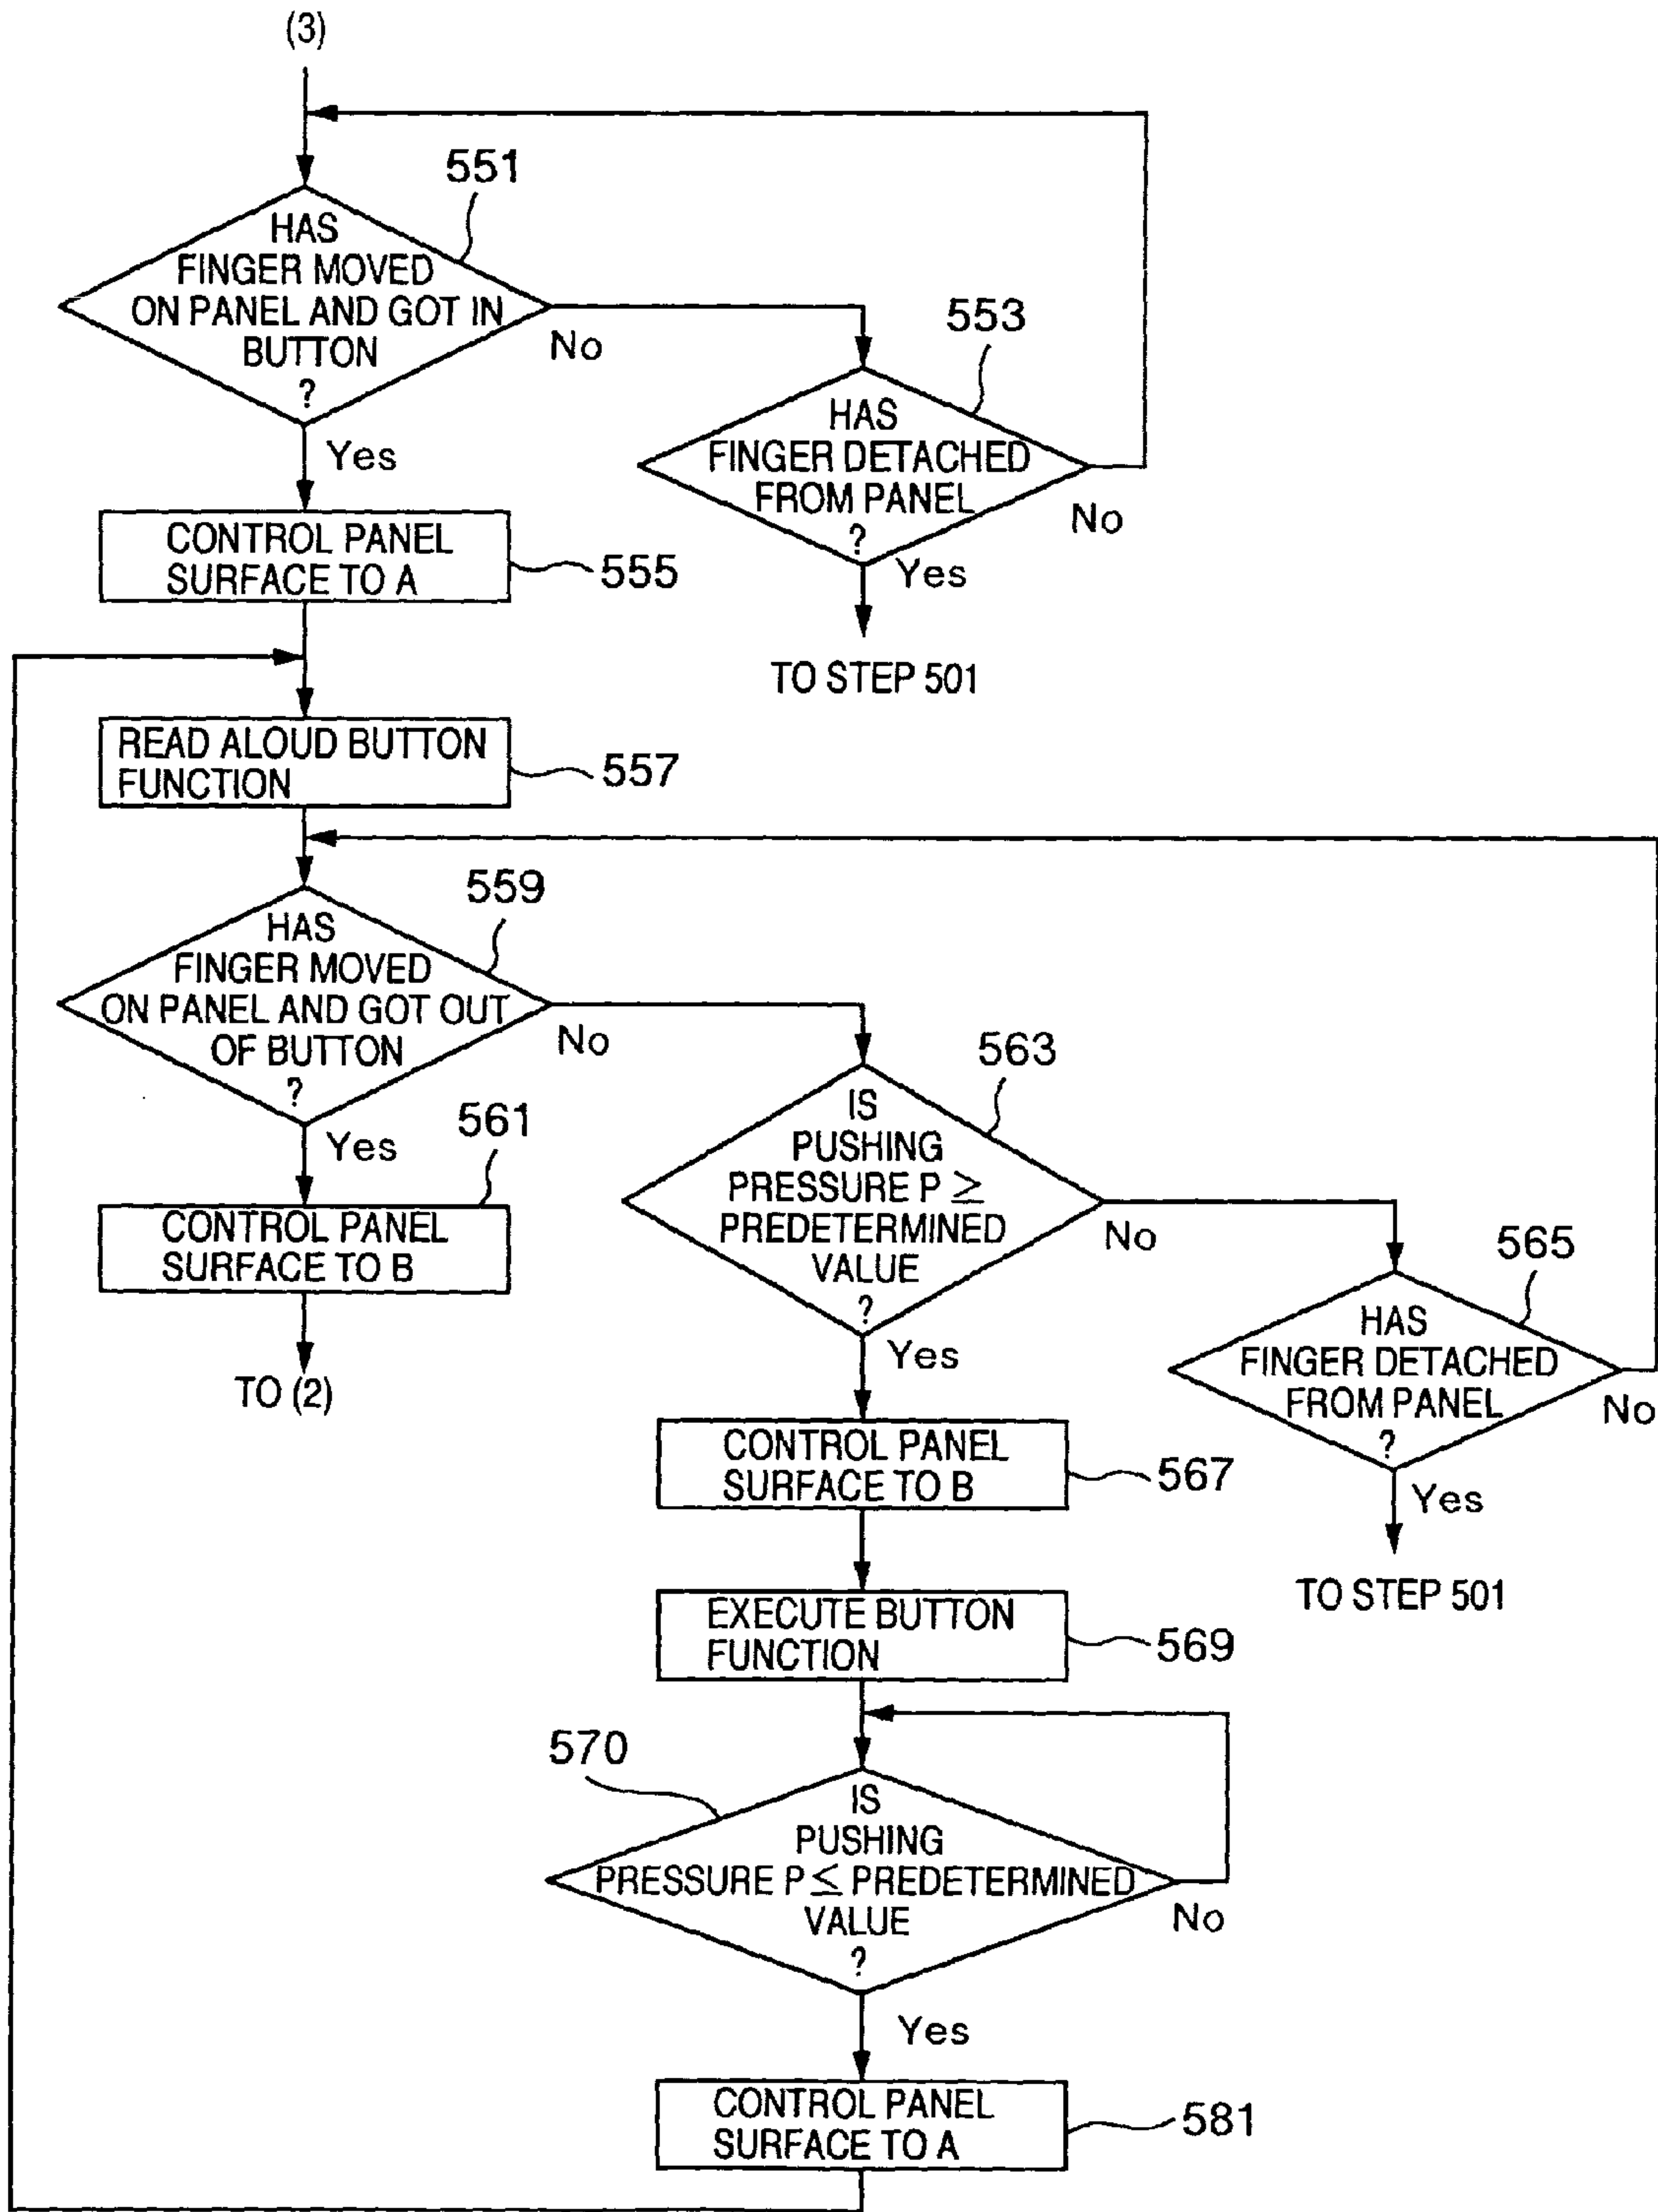 (3)
551
HAS
FINGER MOVED
ON PANEL AND GOT IN
BUTTON
?
No
Yes
553
HAS
FINGER DETACHED
FROM PANEL
?
No
Yes
TO STEP 501
CONTROL PANEL
SURFACE TO A
555
READ ALOUD BUTTON
FUNCTION
557
559
HAS
FINGER MOVED
ON PANEL AND GOT OUT
OF BUTTON
?
No
Yes
561
CONTROL PANEL
SURFACE TO B
TO (2)
563
IS
PUSHING
PRESSURE P ≥
PREDETERMINED
VALUE
?
No
Yes
565
HAS
FINGER DETACHED
FROM PANEL
?
No
Yes
TO STEP 501
CONTROL PANEL
SURFACE TO B
567
EXECUTE BUTTON
FUNCTION
569
570
IS
PUSHING
PRESSURE P ≤ PREDETERMINED
VALUE
?
No
Yes
CONTROL PANEL
SURFACE TO A
581